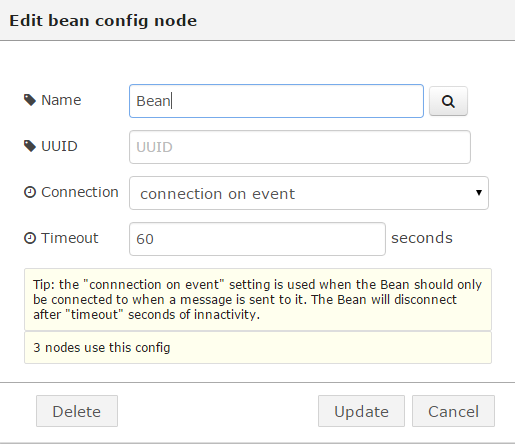 Edit bean config node
Name Bean
UUID UUID
Connection connection on event
Timeout 60 seconds
Tip: the "connnection on event" setting is used when the Bean should only
be connected to when a message is sent to it. The Bean will disconnect
after "timeout" seconds of innactivity.
3 nodes use this config
Delete Update Cancel